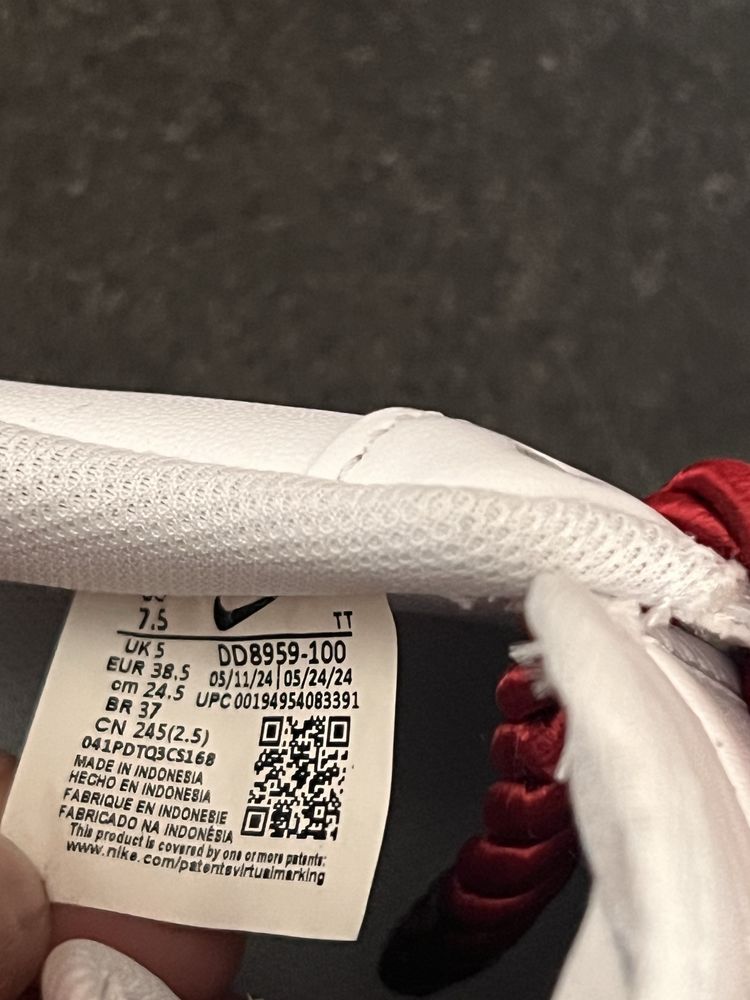 7.5
TT
UK 5
EUR 38.5
cm 24.5
BR 37
CN 245(2.5)
DD8959-100
05/11/24|05/24/24
UPC 00194954083391
041PDTQ3CS168
MADE IN INDONESIA
HECHO EN INDONESIA
FABRIQUE EN INDONESIE
FABRICADO NA INDONÉSIA
This product is covered by one or more patents:
www.nike.com/patentsvirtualmarking